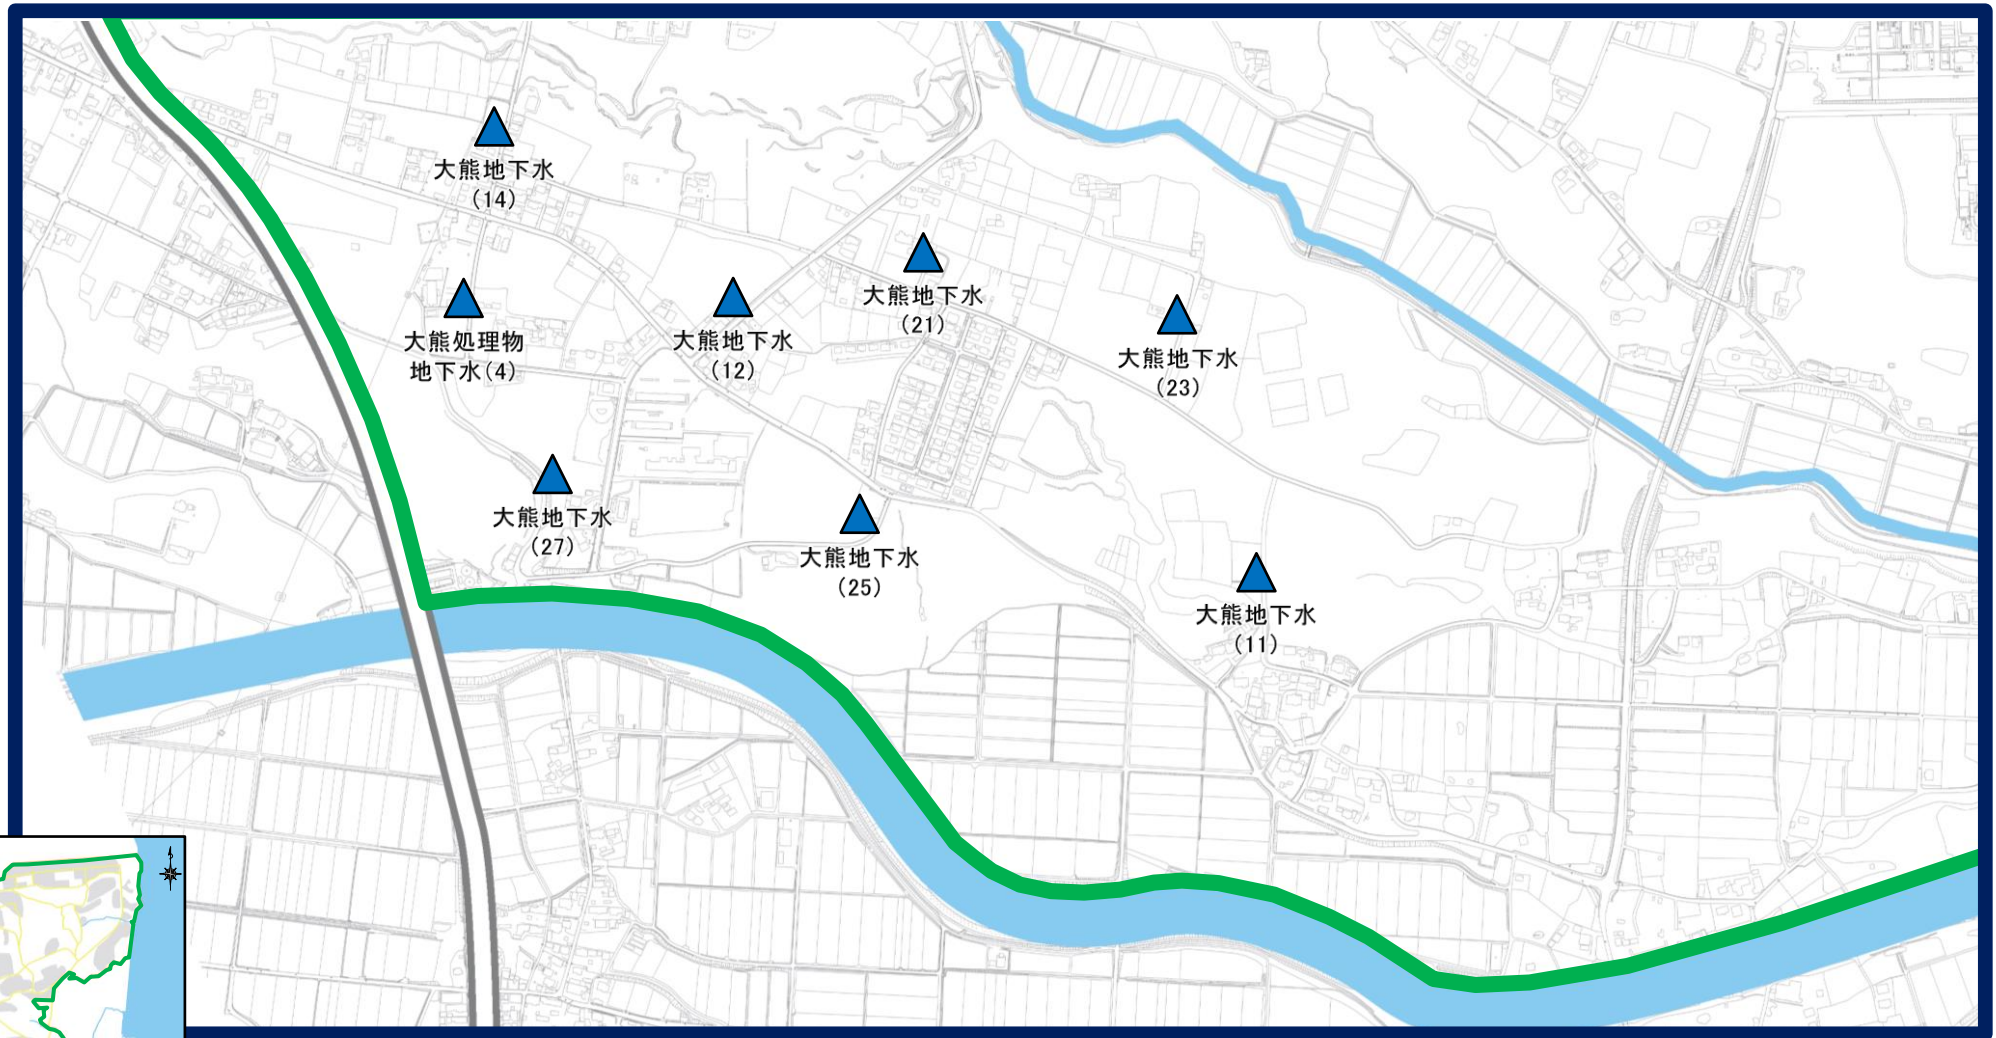 大熊地下水
（14）
大熊地下水
（21）
大熊処理物
地下水（4）
大熊地下水
（12）
大熊地下水
（23）
大熊地下水
（27）
大熊地下水
（25）
大熊地下水
（11）